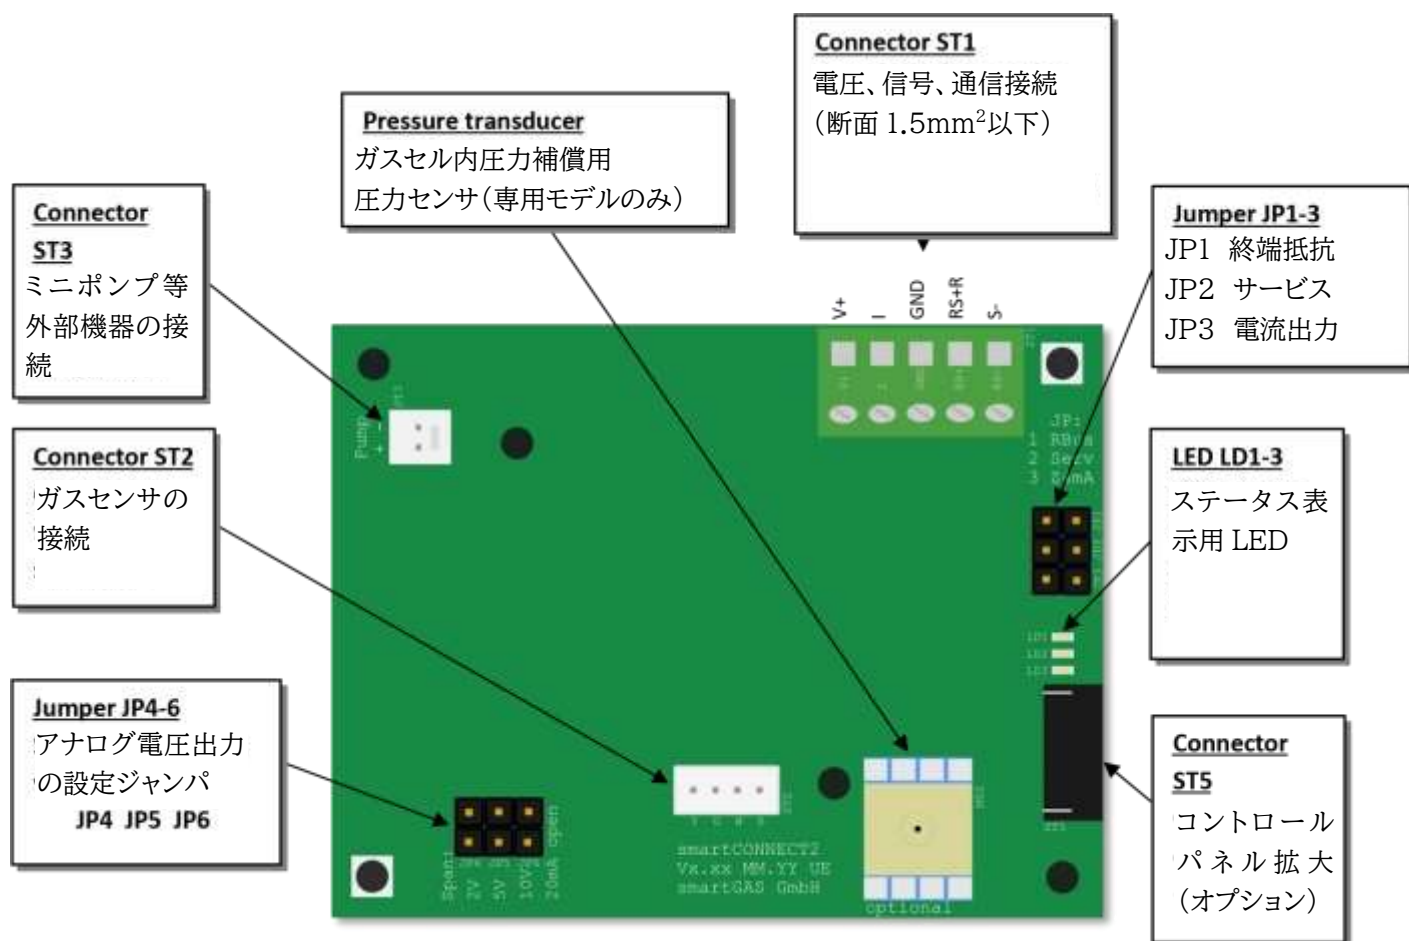 Connector ST1
電圧、信号、通信接続
（断面 1.5mm²以下）
Pressure transducer
ガスセル内圧力補償用
圧力センサ（専用モデルのみ）
Connector
ST3
ミニポンプ等
外部機器の接
続
Jumper JP1-3
JP1 終端抵抗
JP2 サービス
JP3 電流出力
Connector ST2
ガスセンサの
接続
LED LD1-3
ステータス表
示用 LED
Jumper JP4-6
アナログ電圧出力
の設定ジャンパ
JP4 JP5 JP6
Connector
ST5
コントロール
パネル拡大
（オプション）
V+
I
GND
RS+R
S-
Pump
- +
JP:
1 RBus
2 Serv
LD1
LD2
LD3
Span:
2V
5V
10V
20mA open
smartCONNECT2
Vx.xx MM.YY UE
smartGAS GmbH
optional